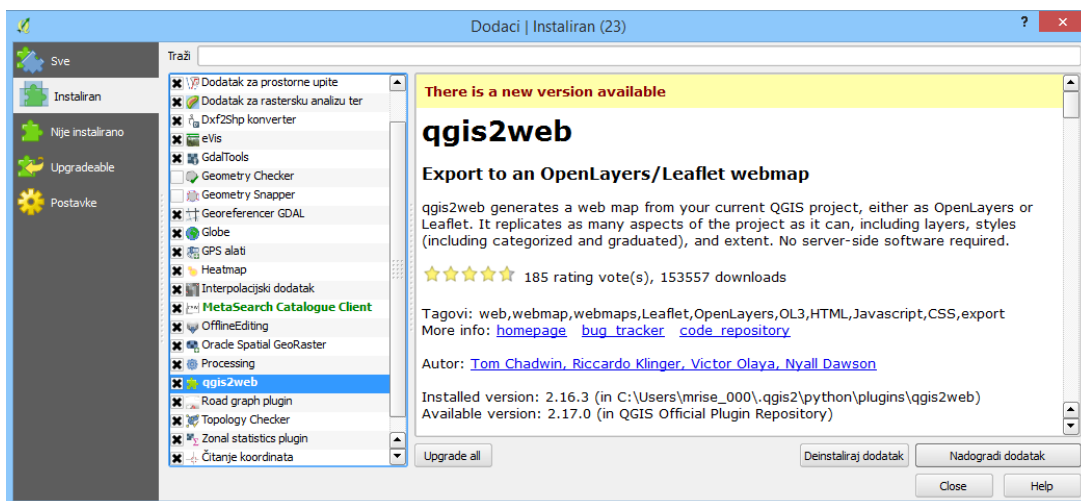 Dodaci | Instaliran (23)
?
Sve
Instaliran
Nije instalirano
Upgradeable
Postavke
Traži
Dodatak za prostorne upite
Dodatak za rastersku analizu ter
Dxf2Shp konverter
eVis
GdalTools
Geometry Checker
Geometry Snapper
Georeferencer GDAL
Globe
GPS alati
Heatmap
Interpolacijski dodatak
MetaSearch Catalogue Client
OfflineEditing
Oracle Spatial GeoRaster
Processing
qgis2web
Road graph plugin
Topology Checker
Zonal statistics plugin
Čitanje koordinata
There is a new version available
qgis2web
Export to an OpenLayers/Leaflet webmap
qgis2web generates a web map from your current QGIS project, either as OpenLayers or
Leaflet. It replicates as many aspects of the project as it can, including layers, styles
(including categorized and graduated), and extent. No server-side software required.
185 rating vote(s), 153557 downloads
Tagovi: web,webmap,webmaps,Leaflet,OpenLayers,OL3,HTML,Javascript,CSS,export
More info: homepage bug tracker code repository
Autor: Tom Chadwin, Riccardo Klinger, Victor Olaya, Nyall Dawson
Installed version: 2.16.3 (in C:\Users\mrise_000\.qgis2\python\plugins\qgis2web)
Available version: 2.17.0 (in QGIS Official Plugin Repository)
Upgrade all
Deinstaliraj dodatak
Nadogradi dodatak
Close
Help